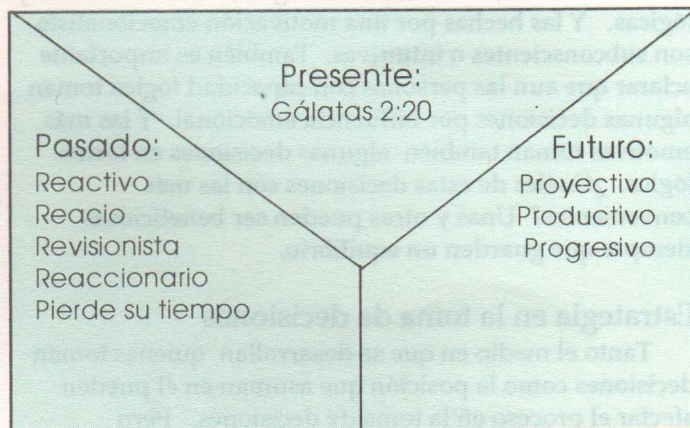 Presente:
Gálatas 2:20
Pasado:
Reactivo
Reacio
Revisionista
Reaccionario
Pierde su tiempo
Futuro:
Proyectivo
Productivo
Progresivo